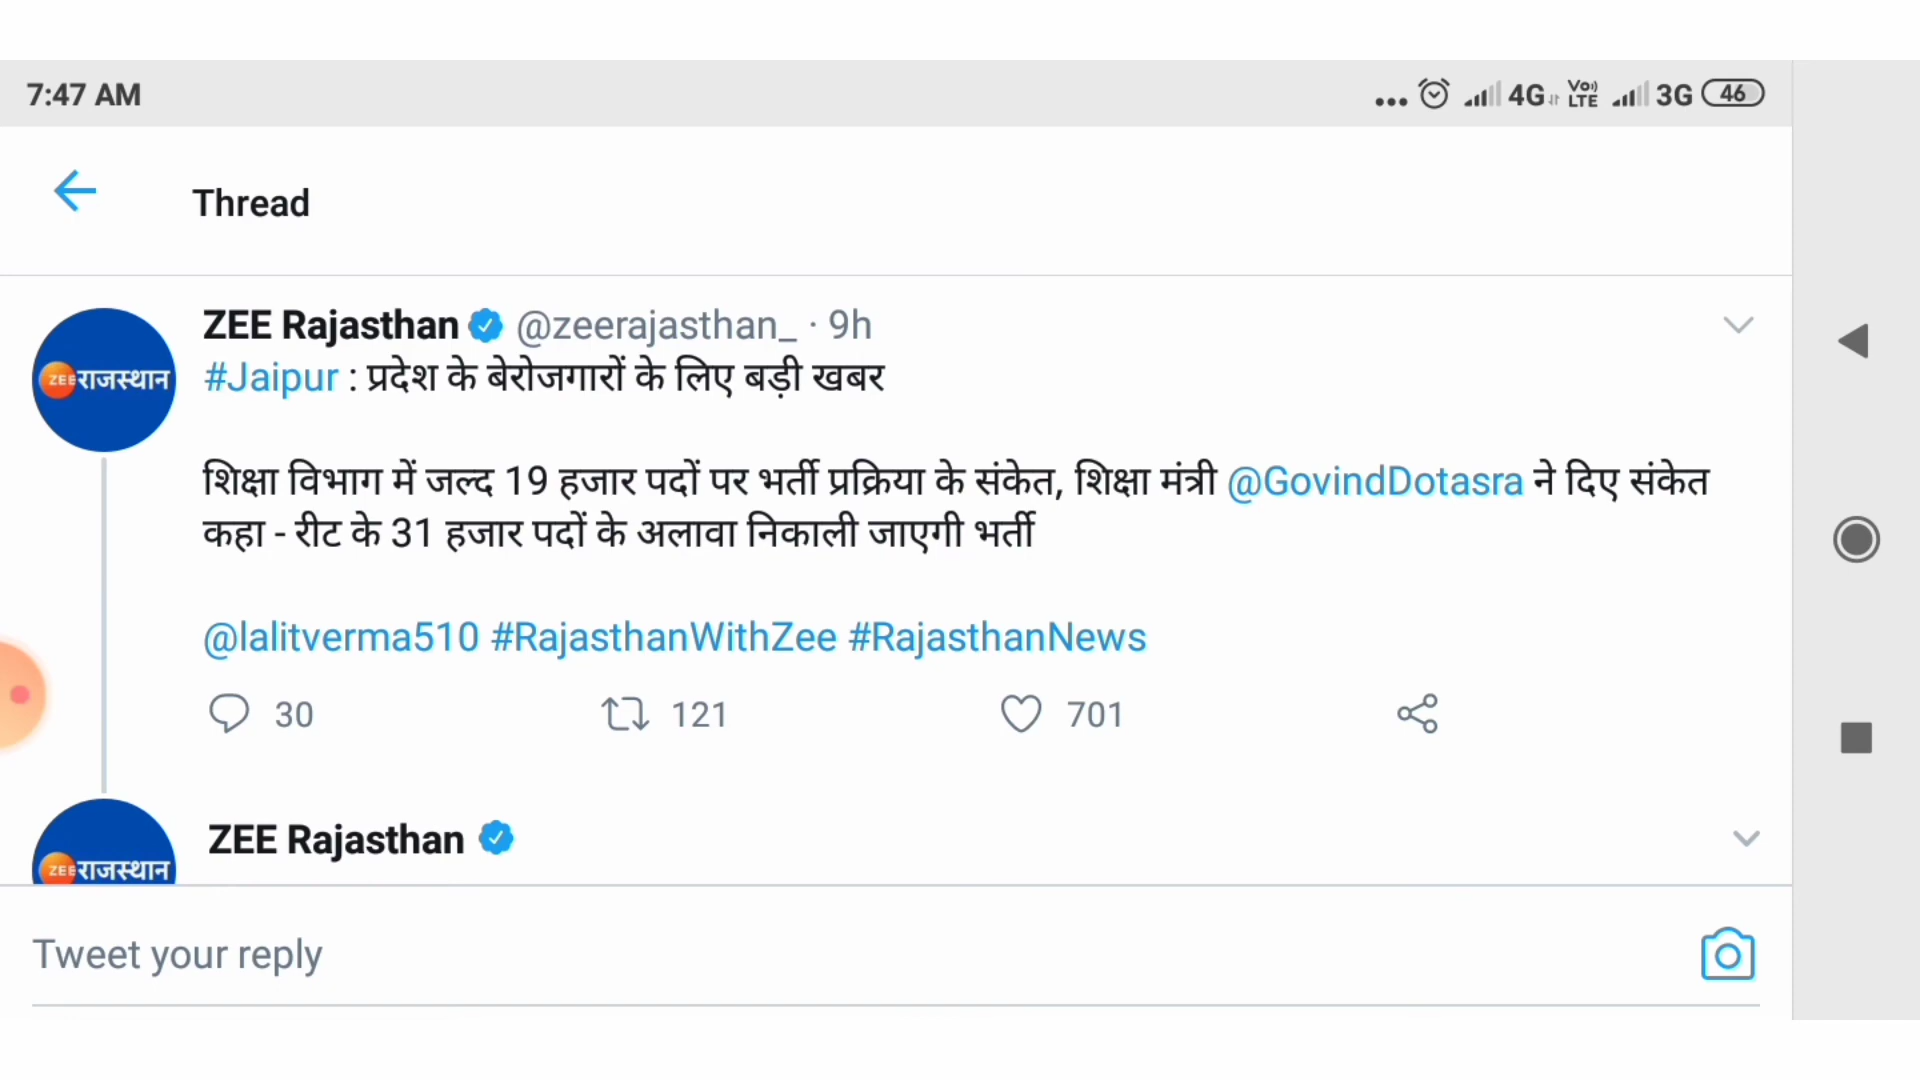 7:47 AM
4G VoLTE 3G 46
Thread
ZEE Rajasthan @zeerajasthan_ · 9h
ZEE राजस्थान
#Jaipur : प्रदेश के बेरोजगारों के लिए बड़ी खबर
शिक्षा विभाग में जल्द 19 हजार पदों पर भर्ती प्रक्रिया के संकेत, शिक्षा मंत्री @GovindDotasra ने दिए संकेत
कहा - रीट के 31 हजार पदों के अलावा निकाली जाएगी भर्ती
@lalitverma510 #RajasthanWithZee #RajasthanNews
30 121 701
ZEE Rajasthan
ZEE राजस्थान
Tweet your reply